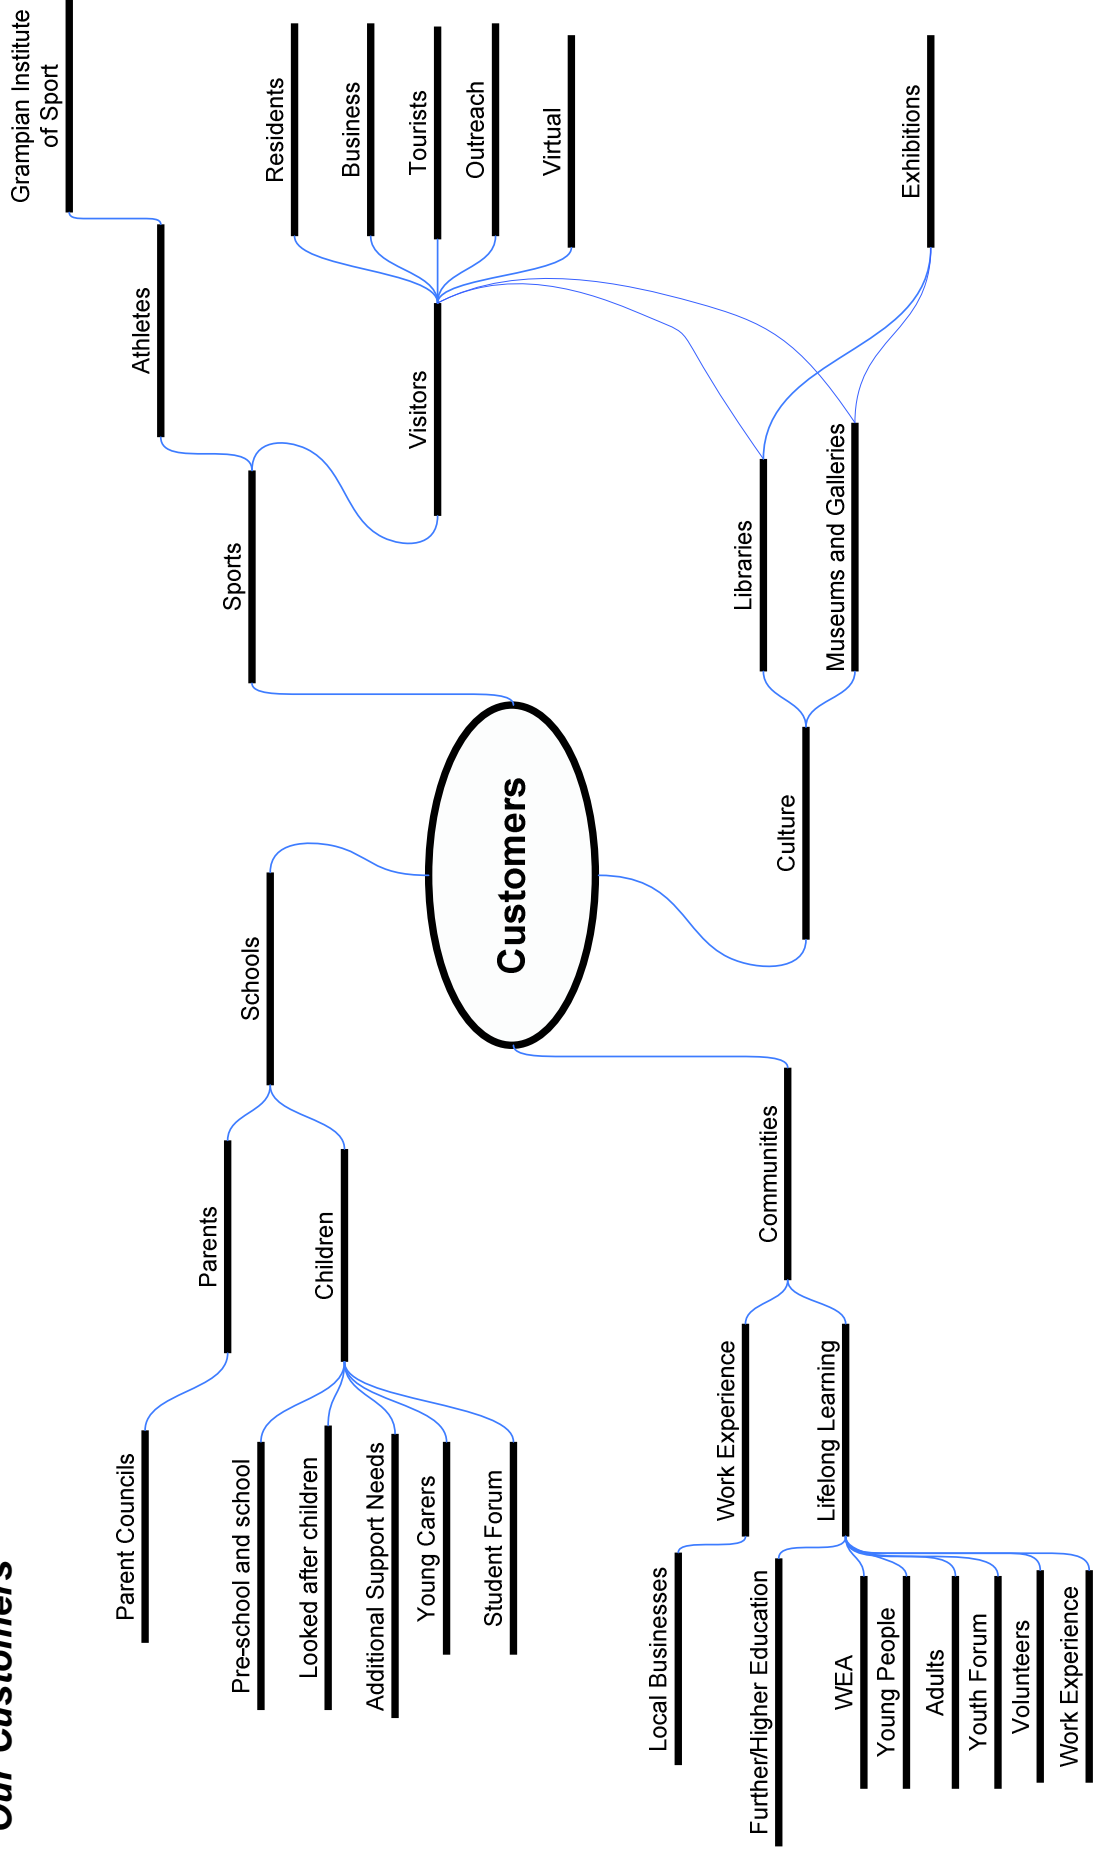 Our Customers
Parent Councils
Parents
Schools
Pre-school and school
Looked after children
Additional Support Needs
Young Carers
Student Forum
Children
Customers
Sports
Athletes
Grampian Institute
of Sport
Visitors
Residents
Business
Tourists
Outreach
Virtual
Local Businesses
Work Experience
Communities
Further/Higher Education
Lifelong Learning
WEA
Young People
Adults
Youth Forum
Volunteers
Work Experience
Culture
Libraries
Museums and Galleries
Exhibitions